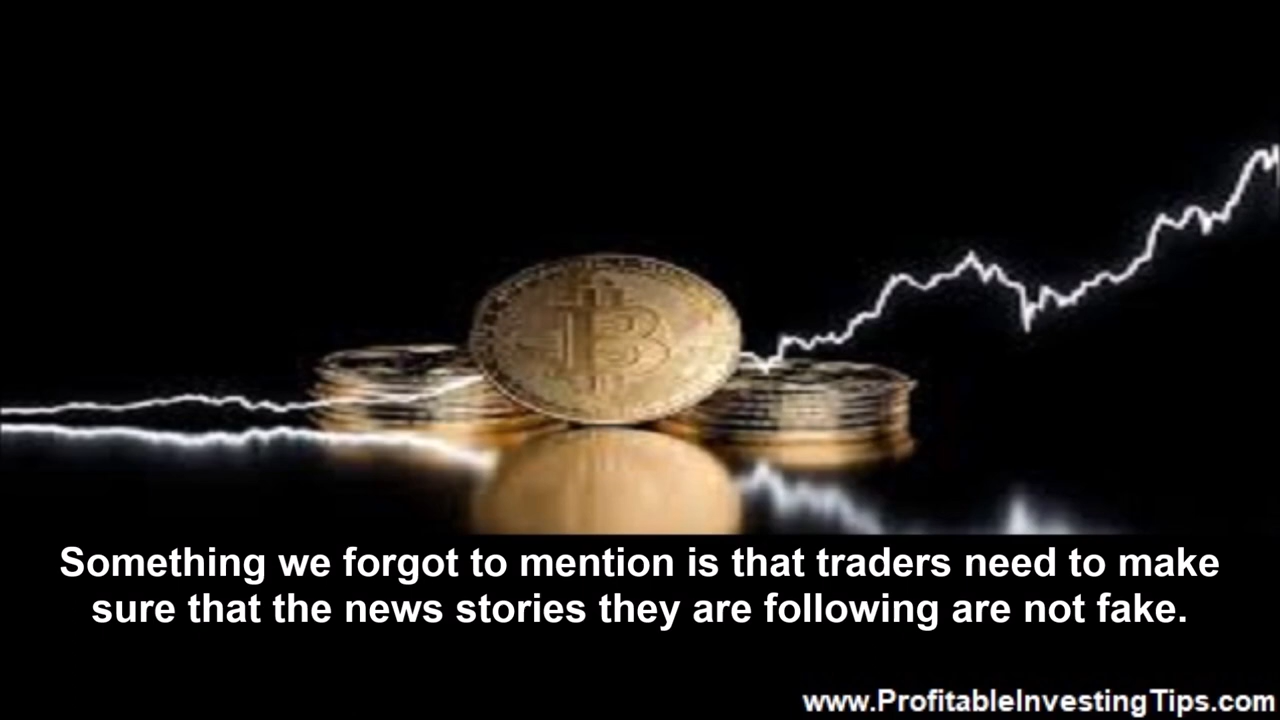 Something we forgot to mention is that traders need to make
sure that the news stories they are following are not fake.
www.ProfitableInvestingTips.com